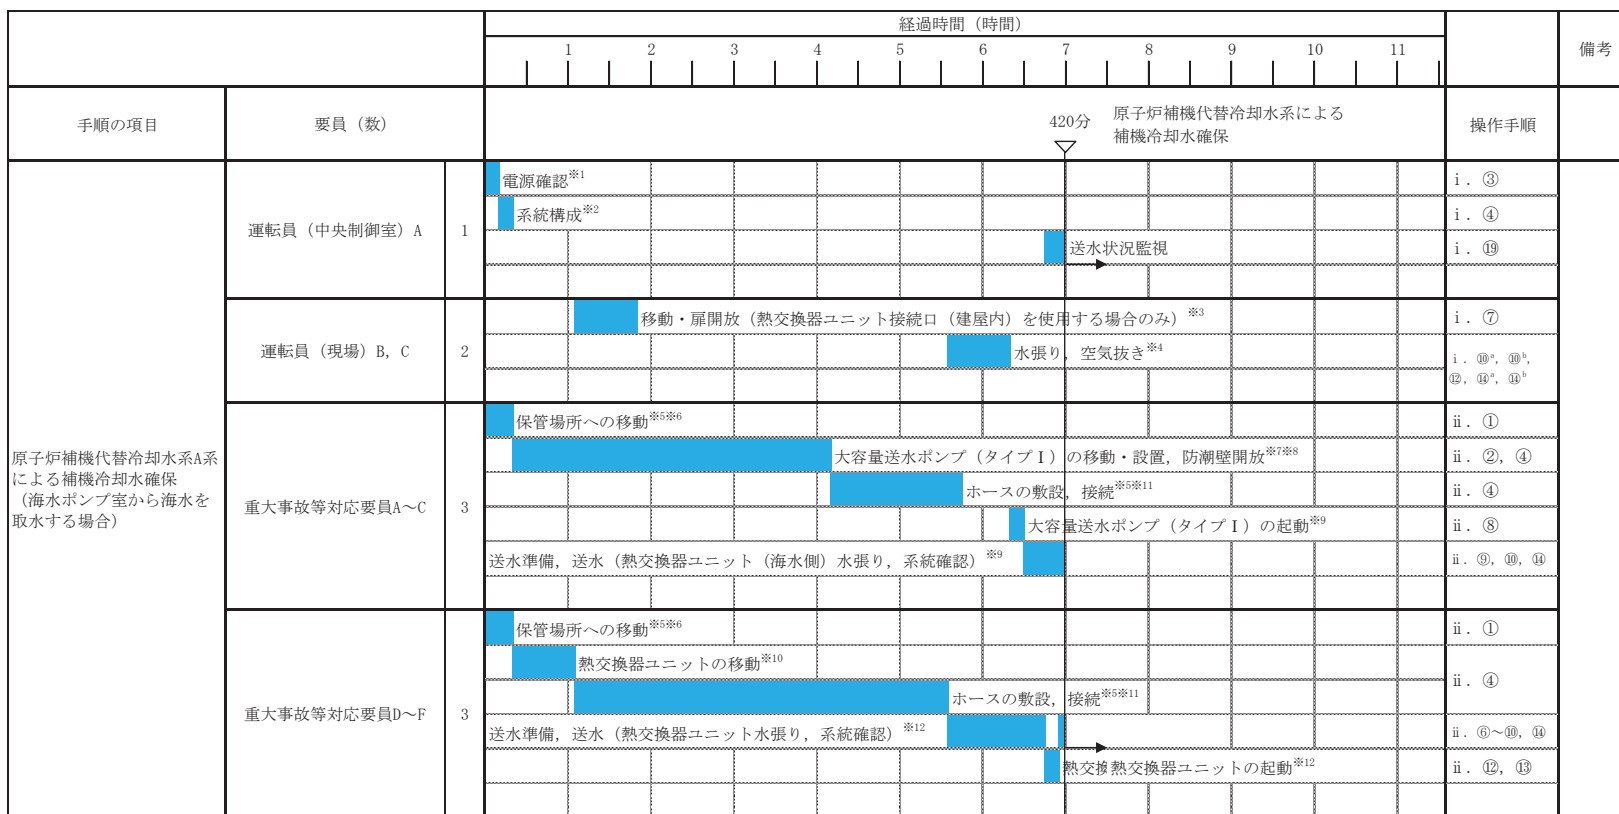 経過時間（時間）
1 2 3 4 5 6 7 8 9 10 11
備考
手順の項目
要員（数）
420分
原子炉補機代替冷却水系による
補機冷却水確保
操作手順
原子炉補機代替冷却水系A系
による補機冷却水確保
（海水ポンプ室から海水を
取水する場合）
運転員（中央制御室）A
1
電源確認※1
ⅰ．③
系統構成※2
ⅰ．④
送水状況監視
ⅰ．⑲
運転員（現場）B，C
2
移動・扉開放（熱交換器ユニット接続口（建屋内）を使用する場合のみ）※3
ⅰ．⑦
水張り，空気抜き※4
ⅰ．⑩a，⑩b，
⑫，⑭a，⑭b
重大事故等対応要員A～C
3
保管場所への移動※5※6
ⅱ．①
大容量送水ポンプ（タイプⅠ）の移動・設置，防潮壁開放※7※8
ⅱ．②，④
ホースの敷設，接続※5※11
ⅱ．④
大容量送水ポンプ（タイプⅠ）の起動※9
ⅱ．⑧
送水準備，送水（熱交換器ユニット（海水側）水張り，系統確認）※9
ⅱ．⑨，⑩，⑭
重大事故等対応要員D～F
3
保管場所への移動※5※6
ⅱ．①
熱交換器ユニットの移動※10
ⅱ．④
ホースの敷設，接続※5※11
送水準備，送水（熱交換器ユニット水張り，系統確認）※12
ⅱ．⑥～⑩，⑭
熱交換熱交換器ユニットの起動※12
ⅱ．⑫，⑬